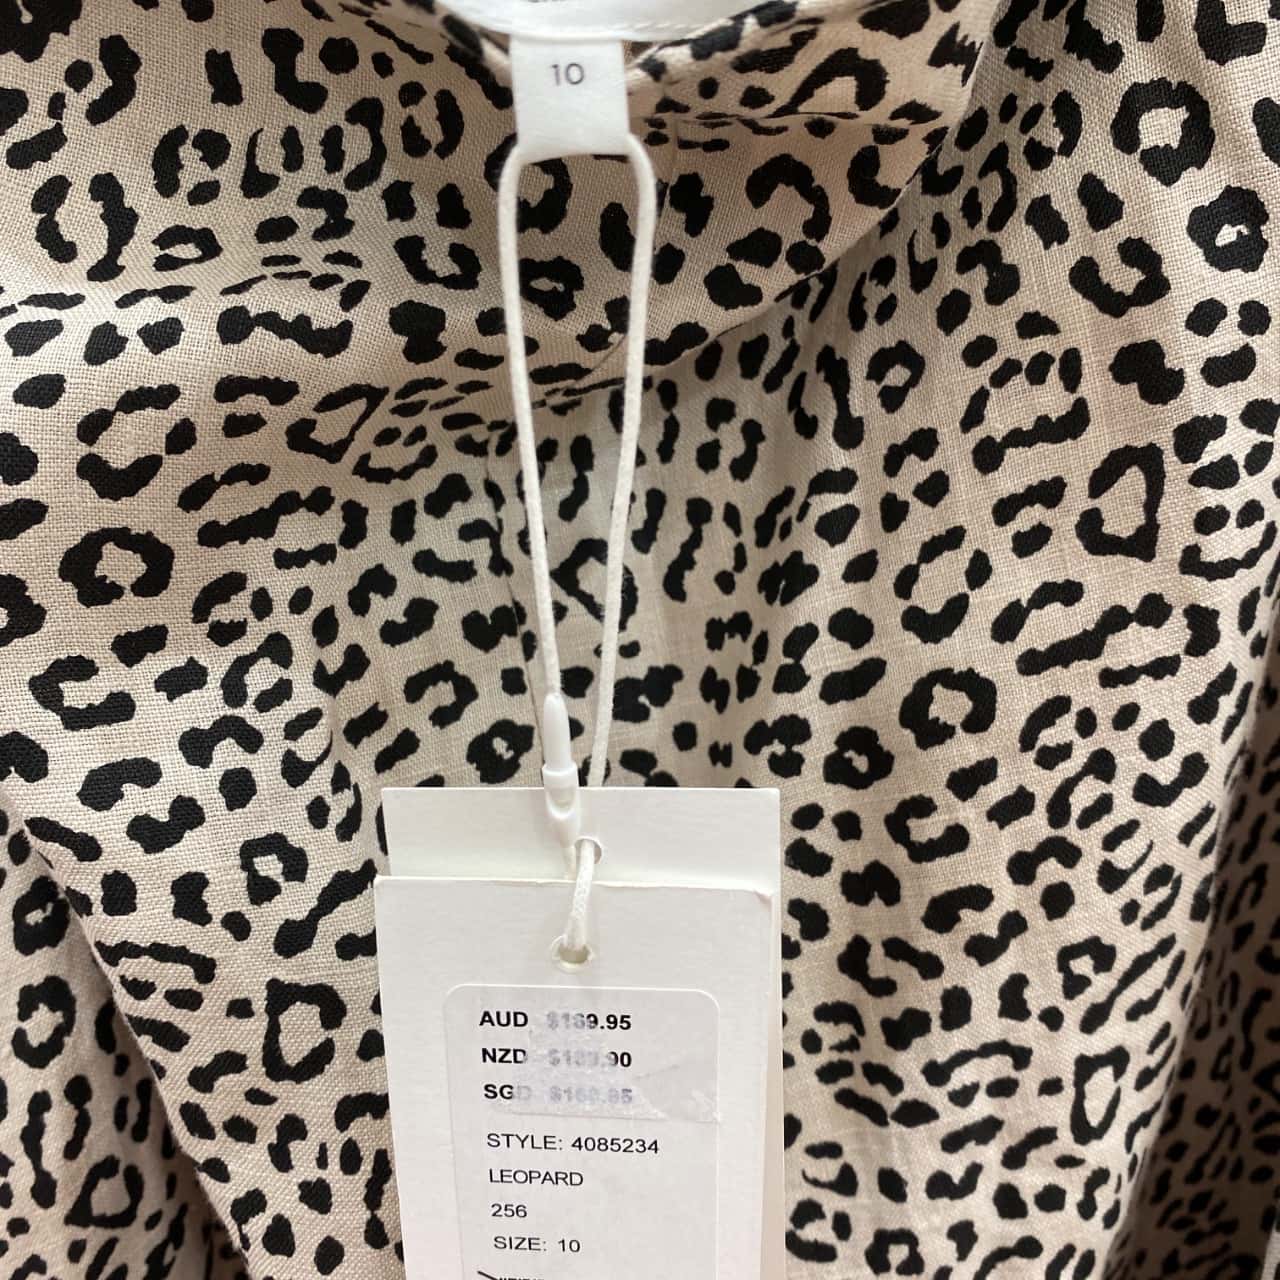 10
AUD $169.95
NZD
SGD
STYLE: 4085234
LEOPARD
256
SIZE: 10